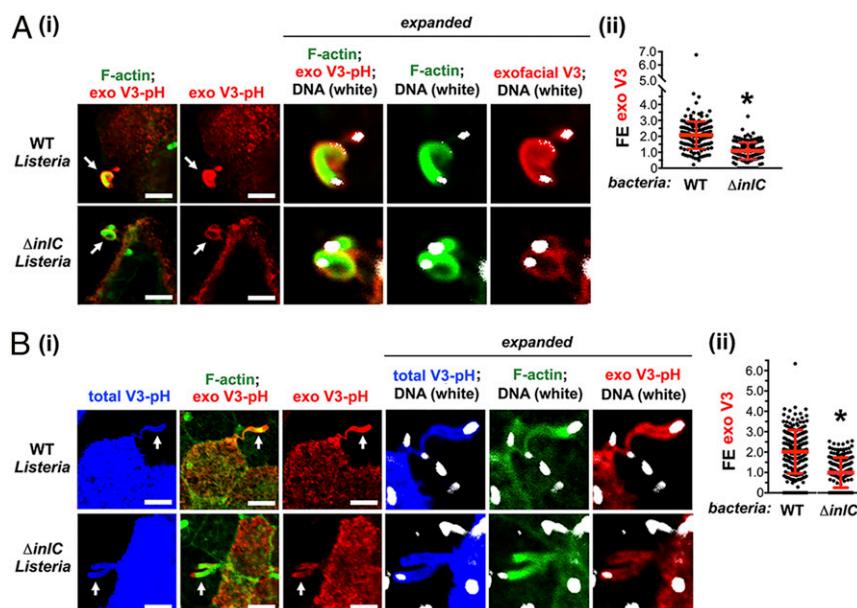 A (i)
expanded
F-actin;
exo V3-pH
exo V3-pH
F-actin;
exo V3-pH;
DNA (white)
F-actin;
DNA (white)
exofacial V3;
DNA (white)
WT
Listeria
ΔinlC
Listeria
(ii)
FE exo V3
7.0
6.0
5.0
4.0
3.0
2.0
1.0
0
*
bacteria: WT ΔinlC
B (i)
expanded
total V3-pH
F-actin;
exo V3-pH
exo V3-pH
total V3-pH;
DNA (white)
F-actin;
DNA (white)
exo V3-pH;
DNA (white)
WT
Listeria
ΔinlC
Listeria
(ii)
FE exo V3
6.0
5.0
4.0
3.0
2.0
1.0
0
*
bacteria: WT ΔinlC